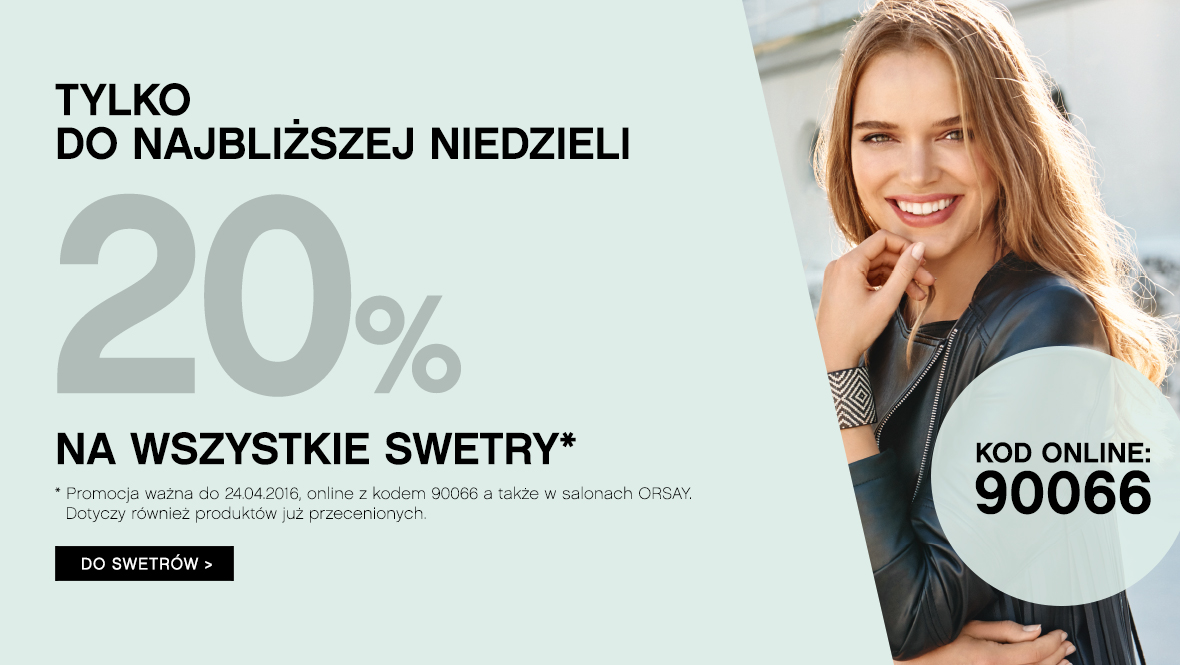 TYLKO
DO NAJBLIŻSZEJ NIEDZIELI
20%
NA WSZYSTKIE SWETRY*
* Promocja ważna do 24.04.2016, online z kodem 90066 a także w salonach ORSAY.
Dotyczy również produktów już przecenionych.
DO SWETRÓW >
KOD ONLINE:
90066